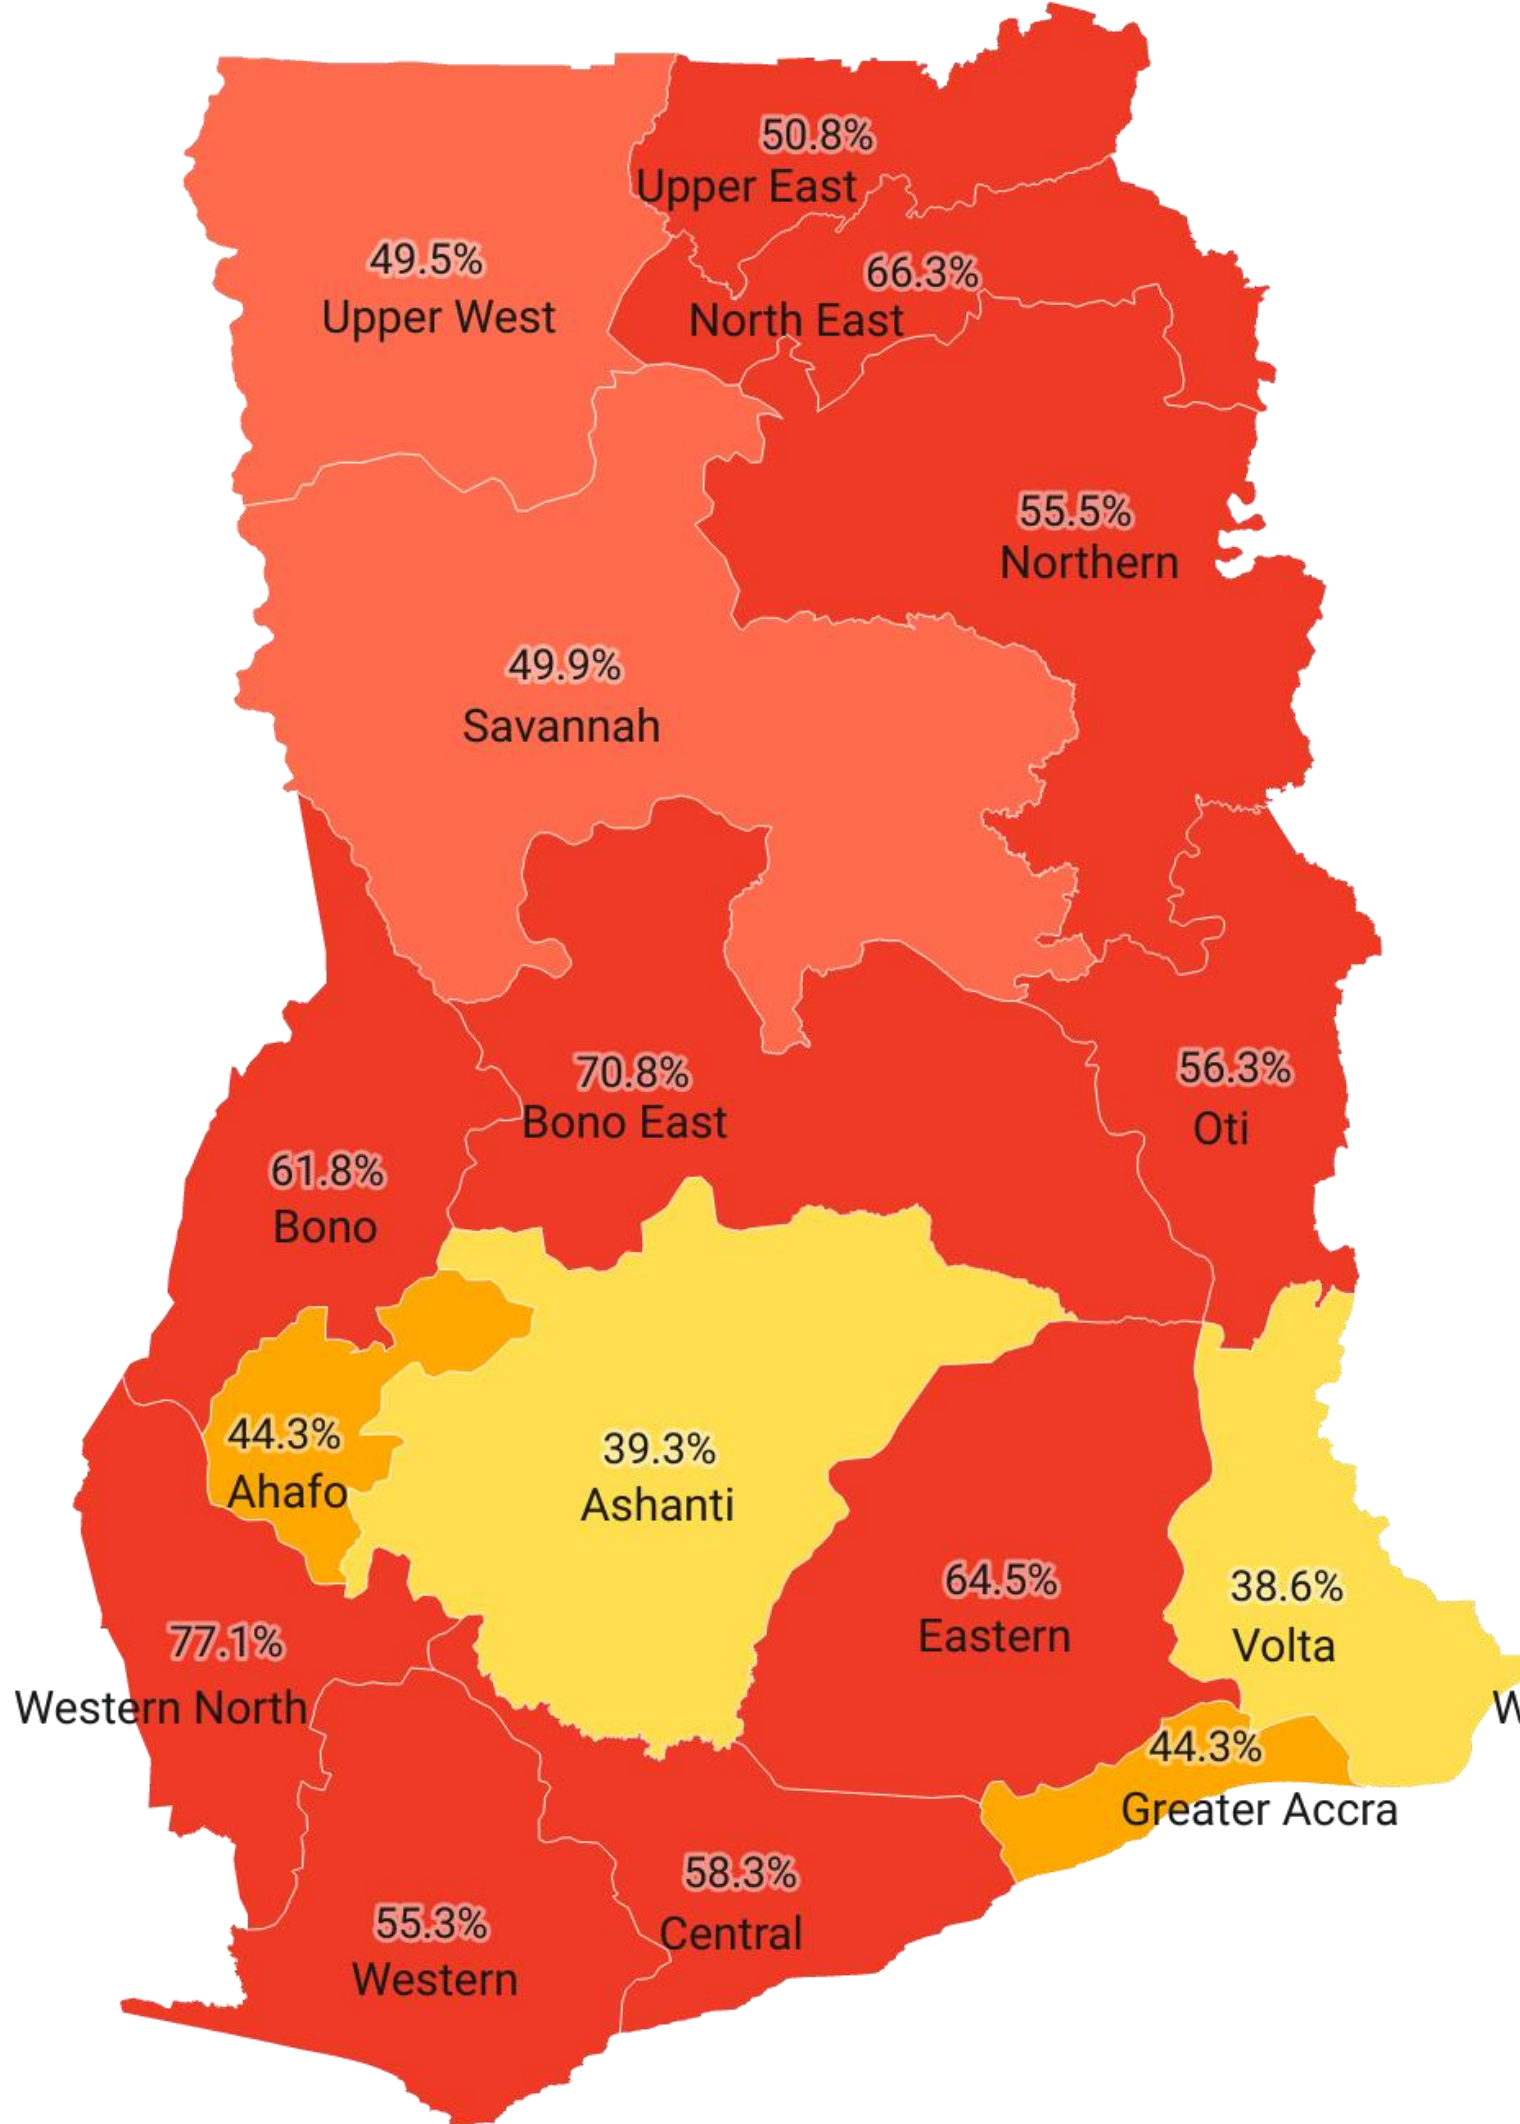 50.8%
Upper East
49.5%
Upper West
66.3%
North East
55.5%
Northern
49.9%
Savannah
70.8%
Bono East
56.3%
Oti
61.8%
Bono
44.3%
Ahafo
39.3%
Ashanti
64.5%
Eastern
38.6%
Volta
77.1%
Western North
44.3%
Greater Accra
58.3%
Central
55.3%
Western